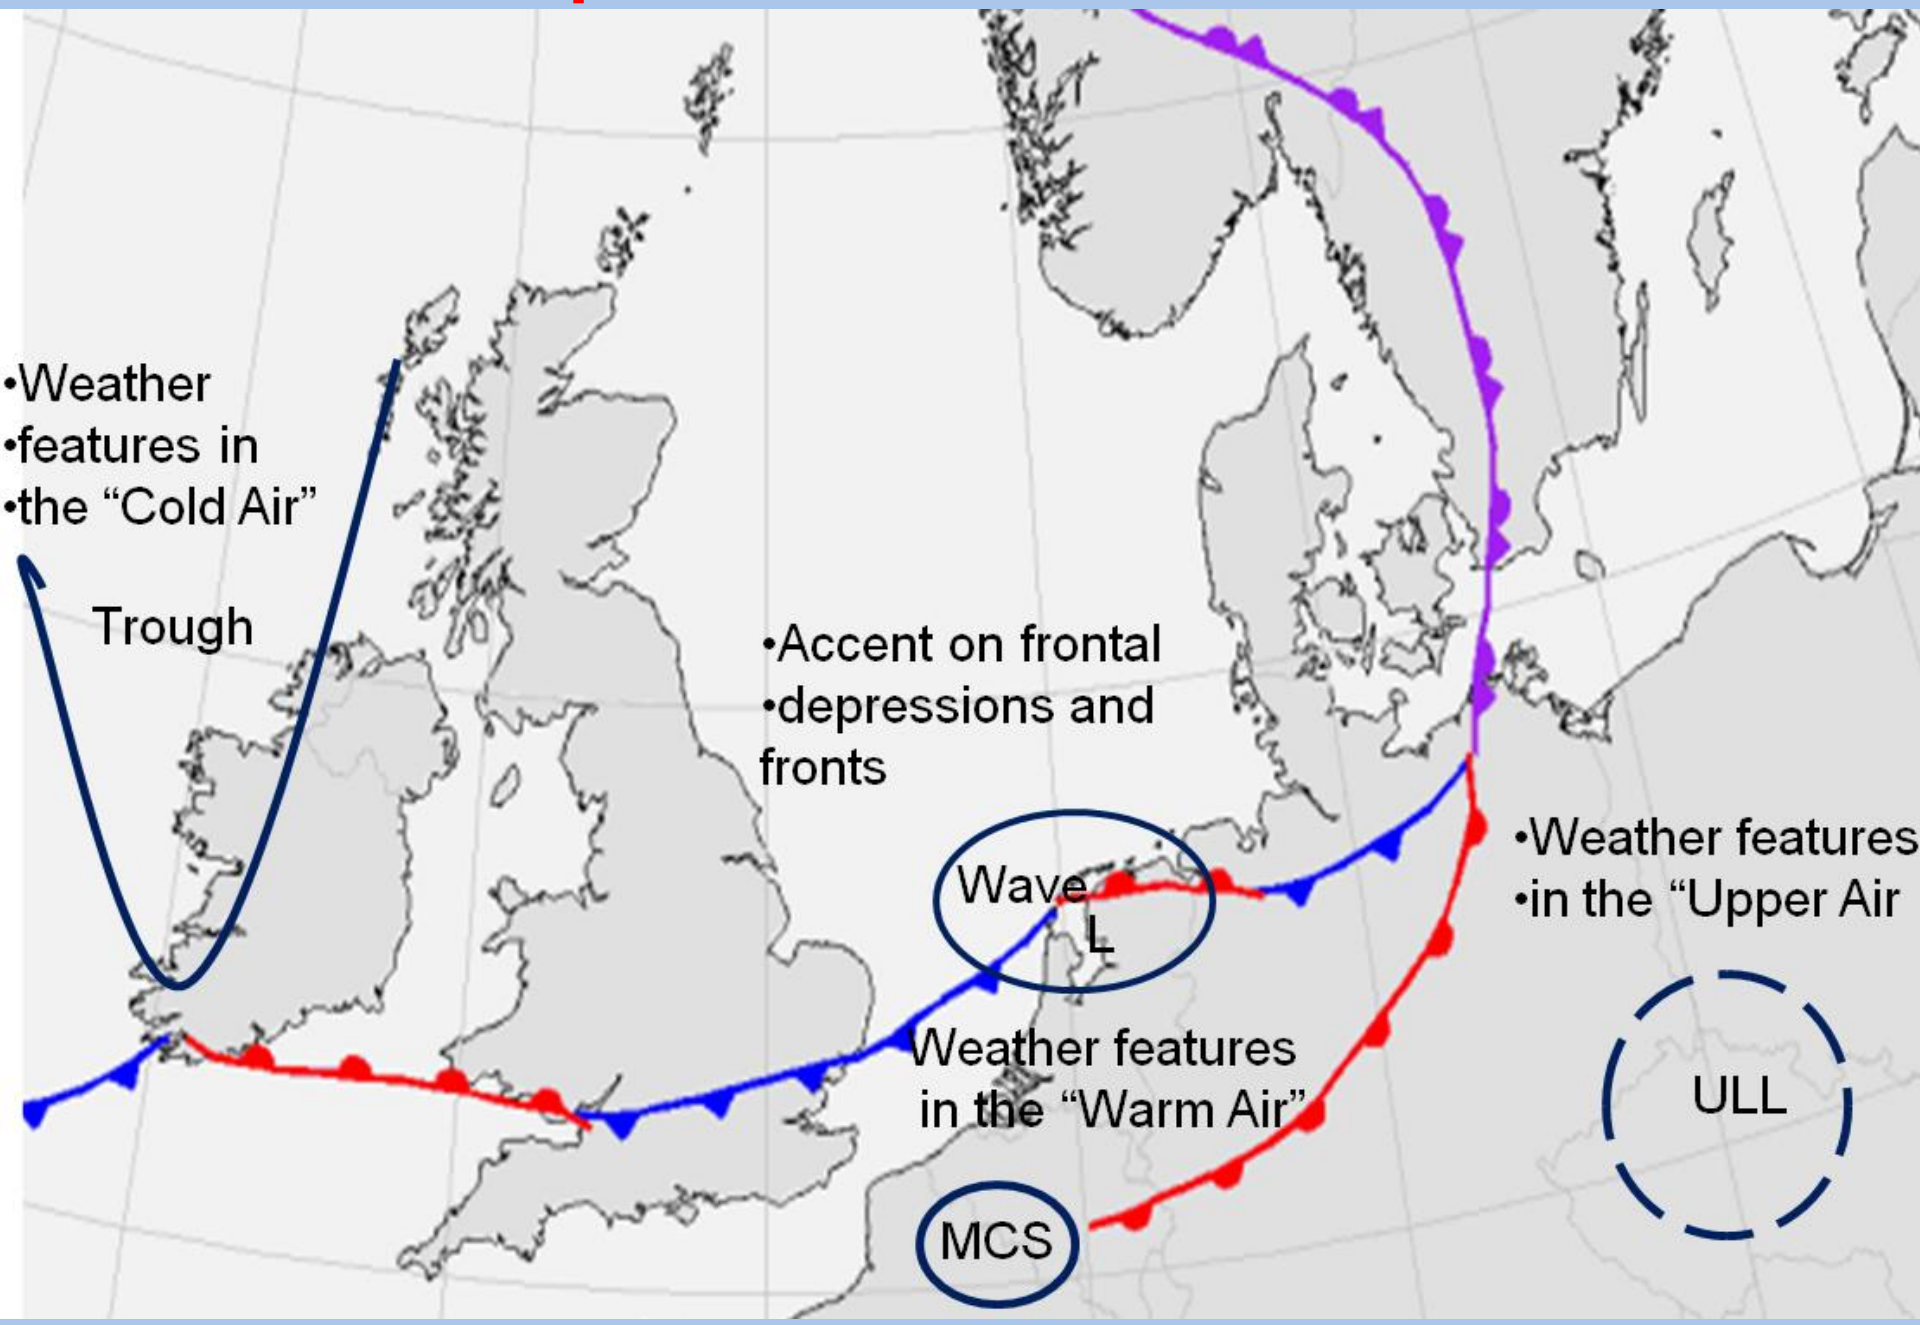 •Weather
•features in
•the “Cold Air”
Trough
•Accent on frontal
•depressions and
fronts
Wave
L
•Weather features
•in the “Upper Air
Weather features
in the “Warm Air”
ULL
MCS